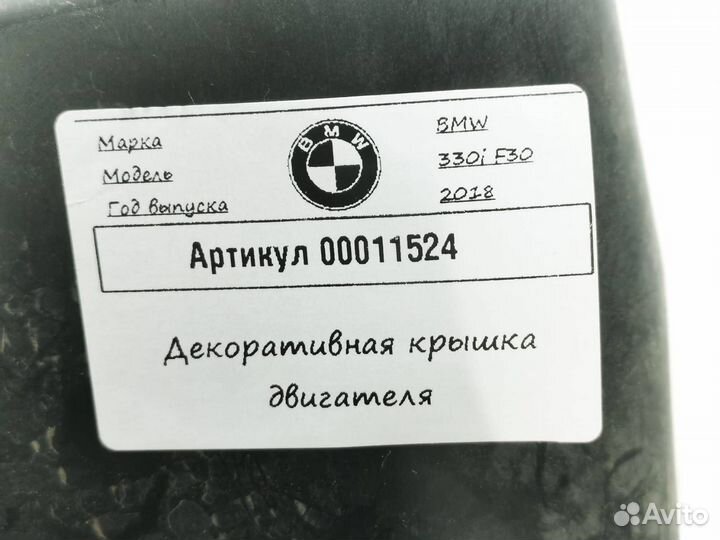 Марка BMW BMW
Модель 330i F30
Год выпуска 2018
Артикул 00011524
Декоративная крышка
двигателя
Avito